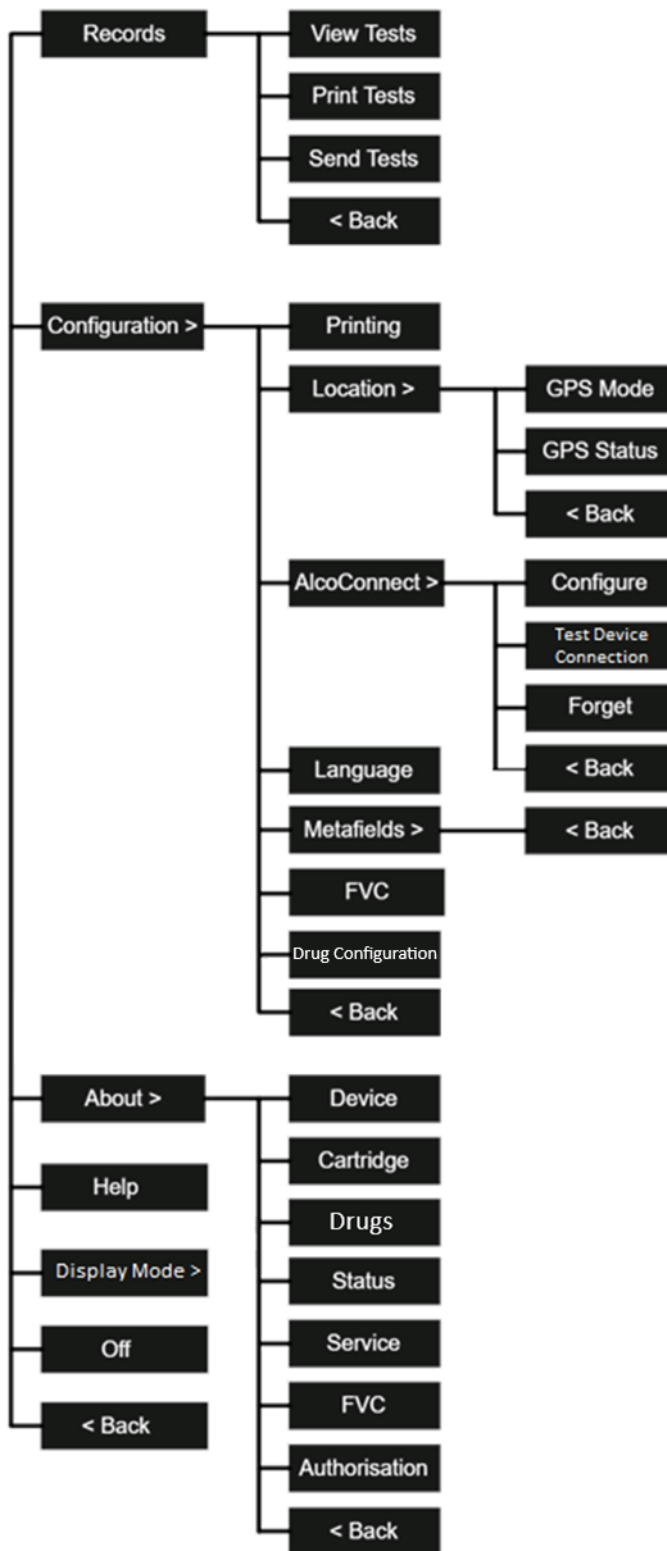 Records
View Tests
Print Tests
Send Tests
< Back
Configuration >
Printing
Location >
GPS Mode
GPS Status
< Back
AlcoConnect >
Configure
Test Device
Connection
Forget
< Back
Language
Metafields >
< Back
FVC
Drug Configuration
< Back
About >
Device
Cartridge
Drugs
Status
Service
FVC
Authorisation
< Back
Help
Display Mode >
Off
< Back